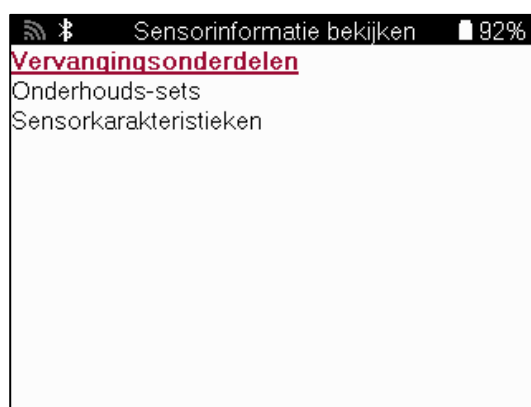 Sensorinformatie bekijken 92%
Vervangingsonderdelen
Onderhouds-sets
Sensorkarakteristieken